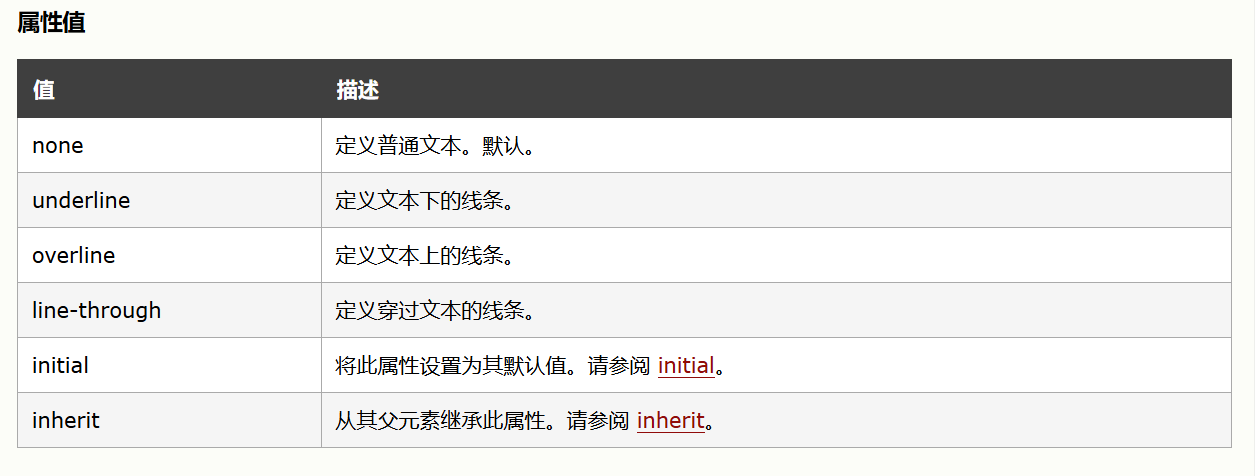 属性值
值 描述
none 定义普通文本。默认。
underline 定义文本下的线条。
overline 定义文本上的线条。
line-through 定义穿过文本的线条。
initial 将此属性设置为其默认值。请参阅 initial。
inherit 从其父元素继承此属性。请参阅 inherit。